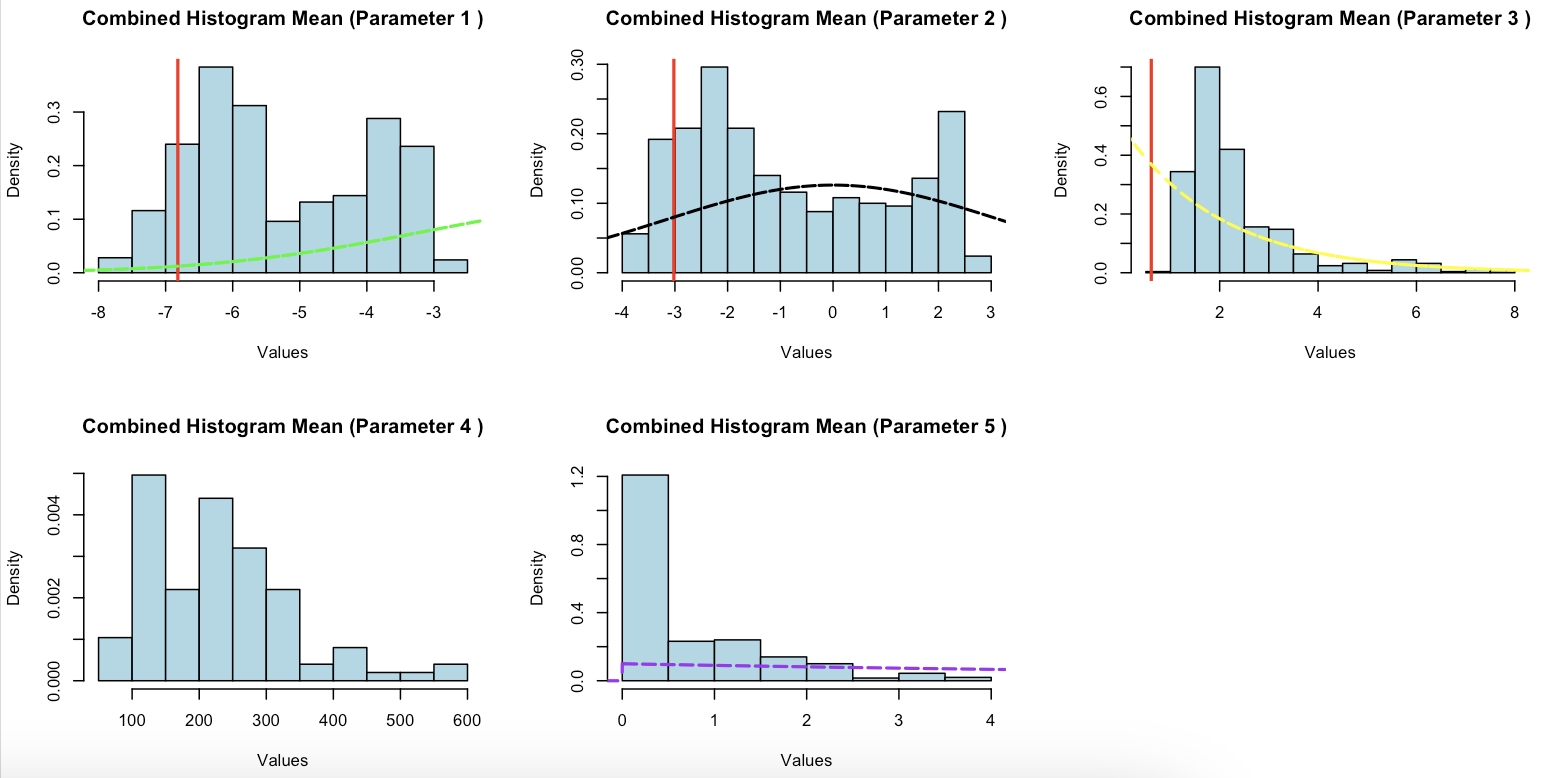 Combined Histogram Mean (Parameter 1 )
Density
0.0 0.1 0.2 0.3
-8 -7 -6 -5 -4 -3
Values
Combined Histogram Mean (Parameter 2 )
Density
0.00 0.10 0.20 0.30
-4 -3 -2 -1 0 1 2 3
Values
Combined Histogram Mean (Parameter 3 )
Density
0.0 0.2 0.4 0.6
2 4 6 8
Values
Combined Histogram Mean (Parameter 4 )
Density
0.000 0.002 0.004
100 200 300 400 500 600
Values
Combined Histogram Mean (Parameter 5 )
Density
0.0 0.4 0.8 1.2
0 1 2 3 4
Values